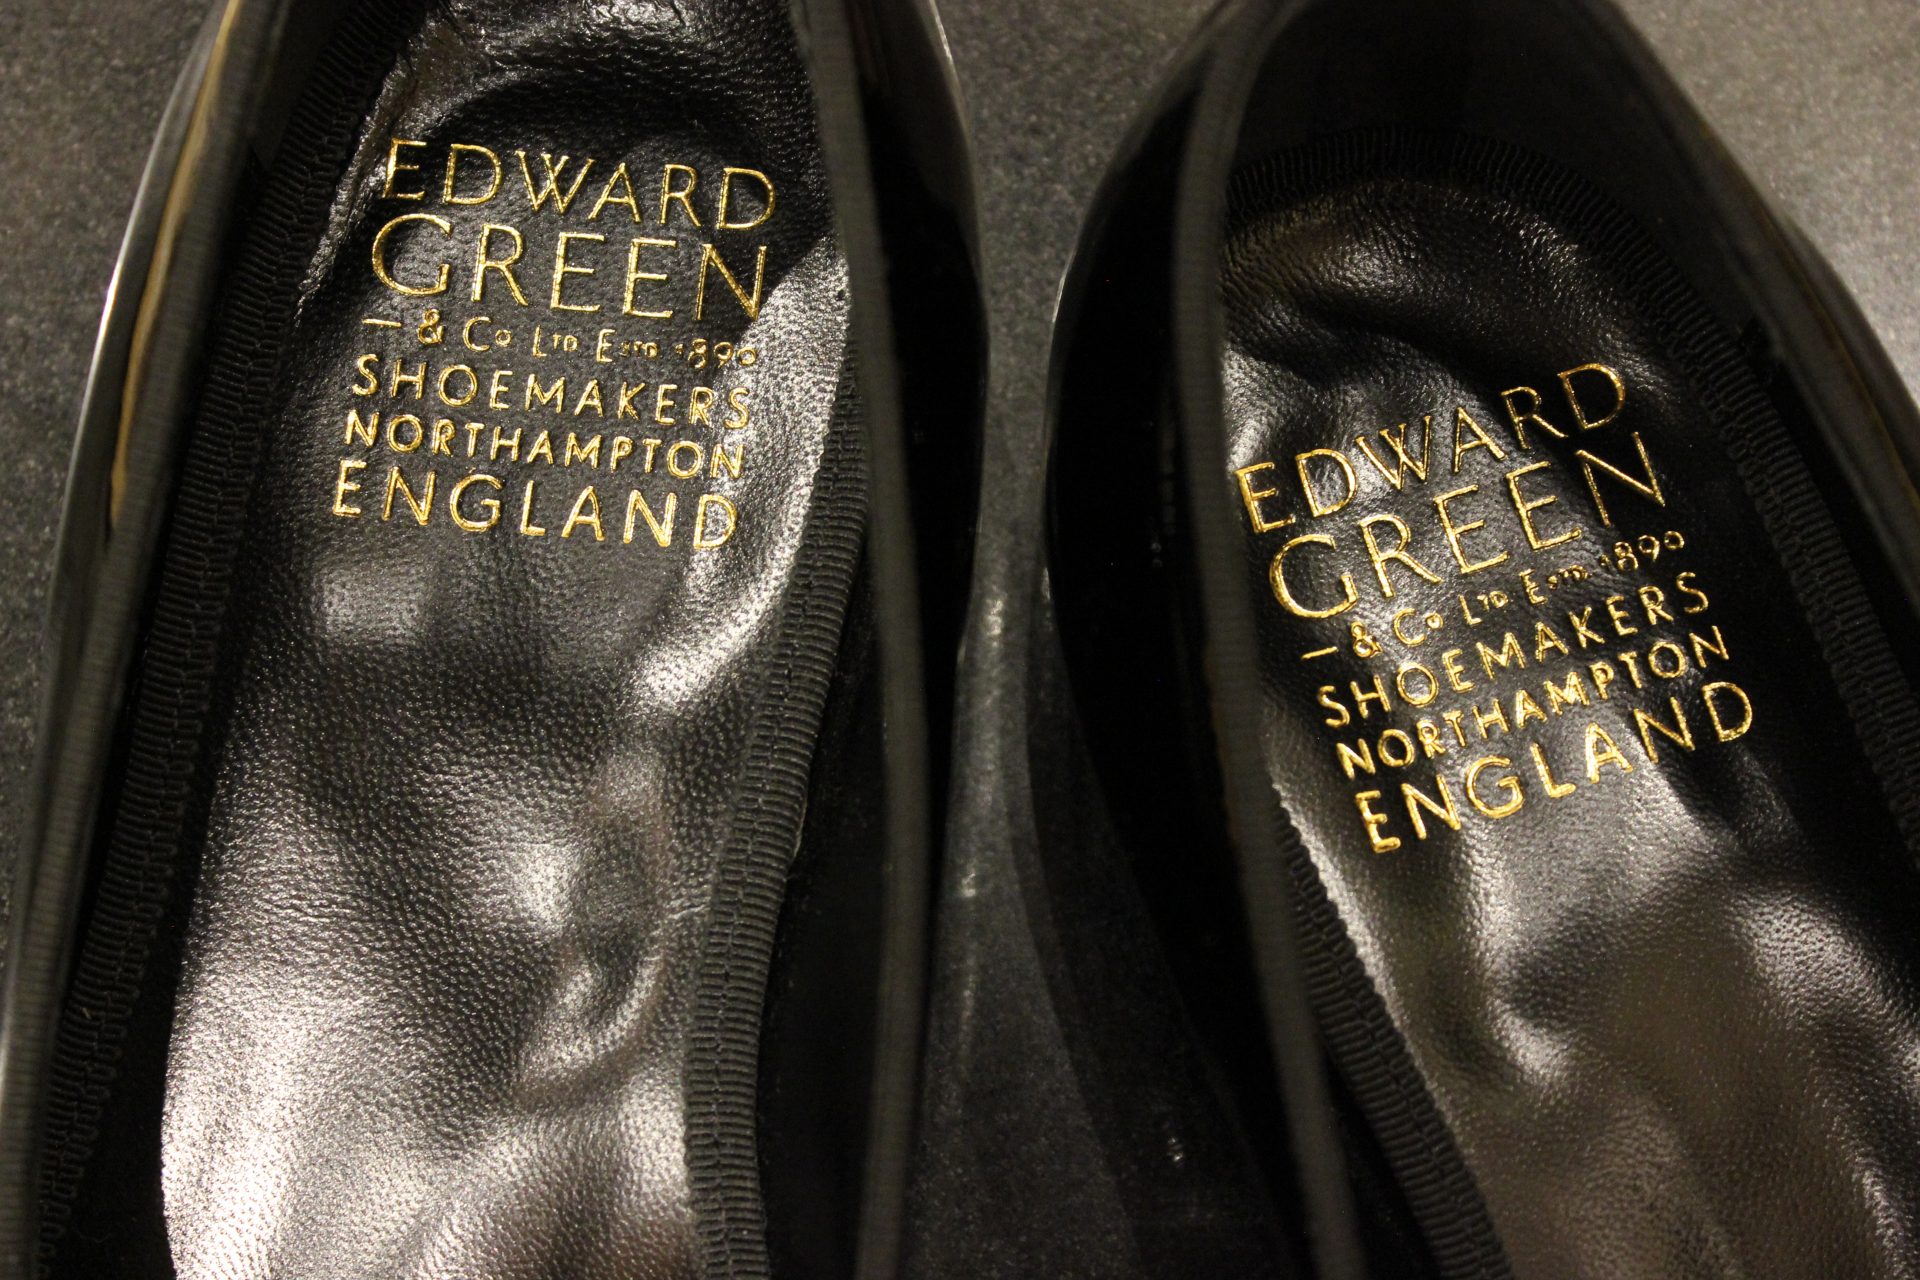 EDWARD
GREEN
— & Co LTD ESTD 1890
SHOEMAKERS
NORTHAMPTON
ENGLAND
EDWARD
GREEN
— & Co LTD ESTD 1890
SHOEMAKERS
NORTHAMPTON
ENGLAND